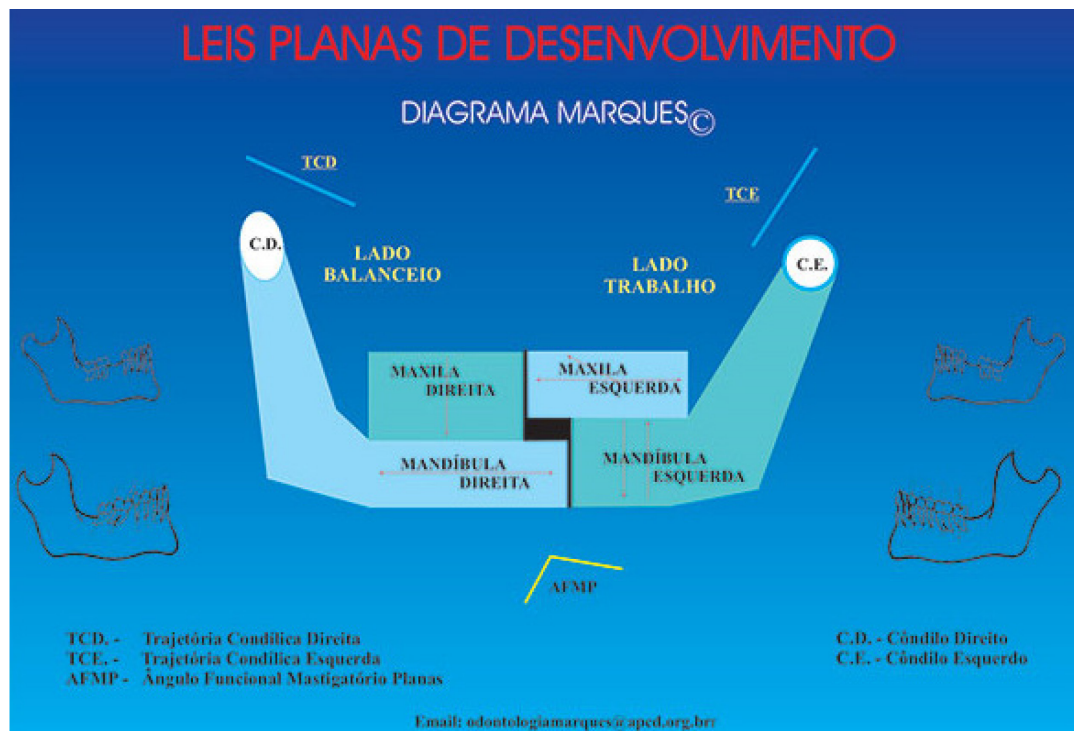 LEIS PLANAS DE DESENVOLVIMENTO
DIAGRAMA MARQUES©
TCD
TCE
C.D.
LADO
BALANCEIO
LADO
TRABALHO
C.E.
MAXILA
DIREITA
MAXILA
ESQUERDA
MANDÍBULA
DIREITA
MANDÍBULA
ESQUERDA
AFMP
TCD. - Trajetória Condílica Direita
TCE. - Trajetória Condílica Esquerda
AFMP - Ângulo Funcional Mastigatório Planas
C.D. - Côndilo Direito
C.E. - Côndilo Esquerdo
Email: odontologiamarques@apcd.org.brr